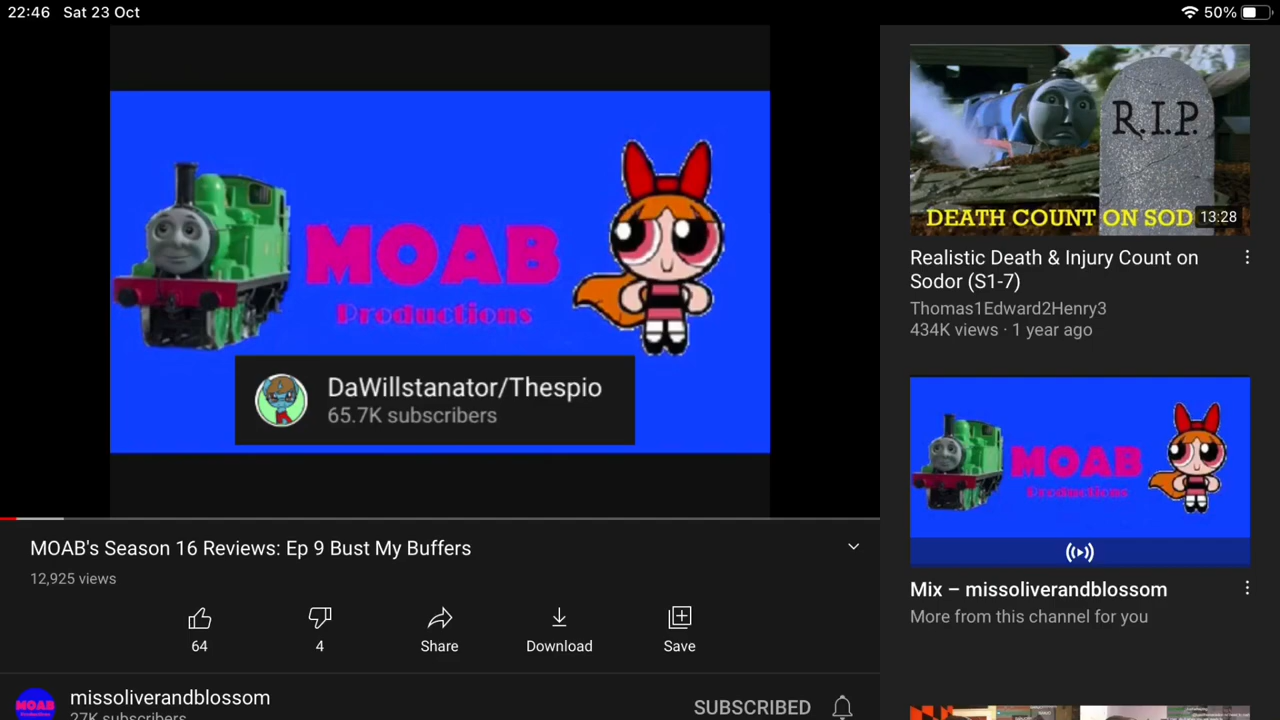 22:46 Sat 23 Oct
50%
MOAB
Productions
DaWillstanator/Thespio
65.7K subscribers
MOAB's Season 16 Reviews: Ep 9 Bust My Buffers
12,925 views
64
4
Share
Download
Save
MOAB
Productions
missoliverandblossom
27K subscribers
SUBSCRIBED
R.I.P.
DEATH COUNT ON SOD
13:28
Realistic Death & Injury Count on
Sodor (S1-7)
Thomas1Edward2Henry3
434K views · 1 year ago
MOAB
Productions
Mix – missoliverandblossom
More from this channel for you